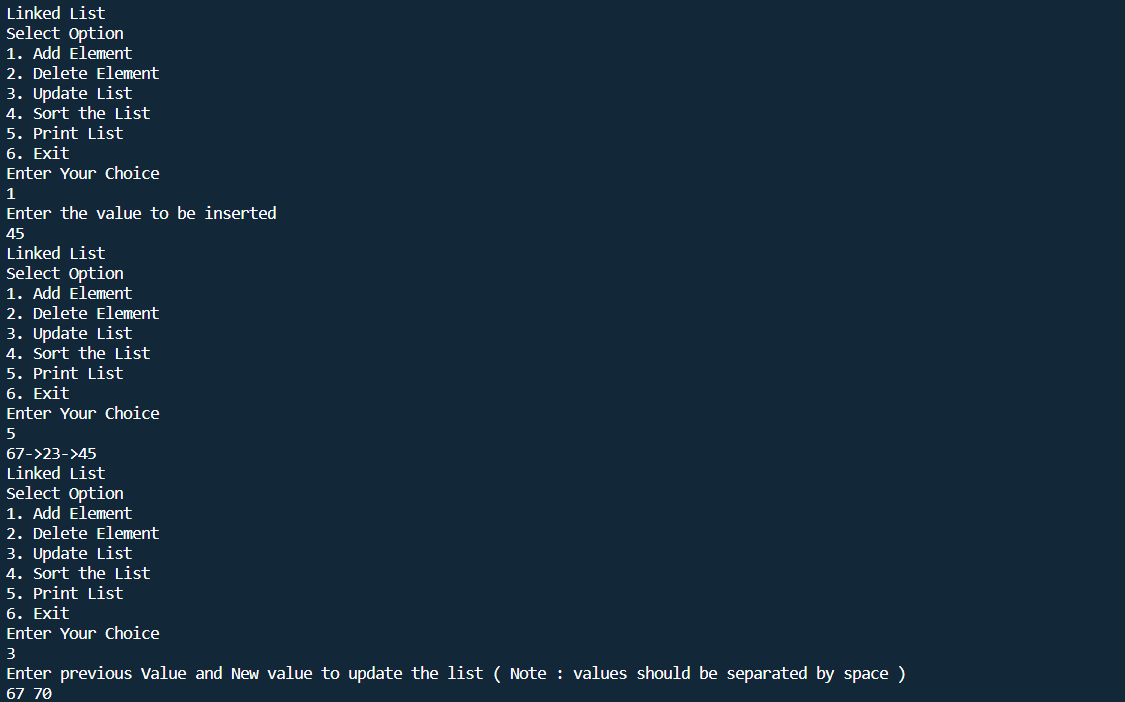 Linked List
Select Option
1. Add Element
2. Delete Element
3. Update List
4. Sort the List
5. Print List
6. Exit
Enter Your Choice
1
Enter the value to be inserted
45
Linked List
Select Option
1. Add Element
2. Delete Element
3. Update List
4. Sort the List
5. Print List
6. Exit
Enter Your Choice
5
67->23->45
Linked List
Select Option
1. Add Element
2. Delete Element
3. Update List
4. Sort the List
5. Print List
6. Exit
Enter Your Choice
3
Enter previous Value and New value to update the list ( Note : values should be separated by space )
67 70